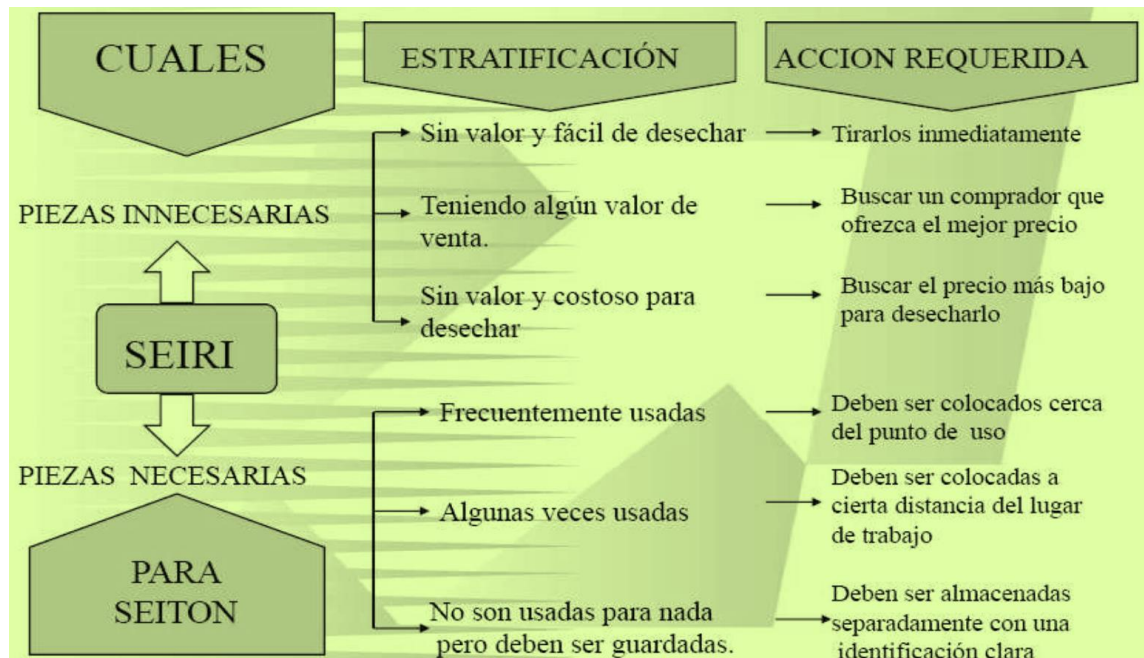 CUALES
ESTRATIFICACIÓN
ACCION REQUERIDA
PIEZAS INNECESARIAS
Sin valor y fácil de desechar
Tirarlos inmediatamente
Teniendo algún valor de
venta.
Buscar un comprador que
ofrezca el mejor precio
Sin valor y costoso para
desechar
Buscar el precio más bajo
para desecharlo
SEIRI
PIEZAS NECESARIAS
Frecuentemente usadas
Deben ser colocados cerca
del punto de uso
Algunas veces usadas
Deben ser colocadas a
cierta distancia del lugar
de trabajo
No son usadas para nada
pero deben ser guardadas.
Deben ser almacenadas
separadamente con una
identificación clara
PARA
SEITON